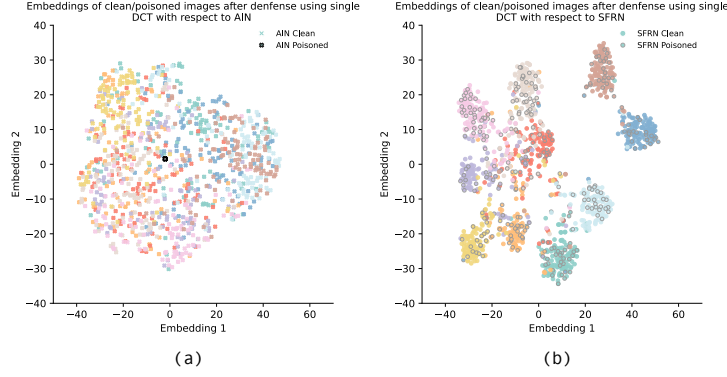 Embeddings of clean/poisoned images after denfense using single
DCT with respect to AIN
AIN Clean
AIN Poisoned
40
30
20
10
0
−10
−20
−30
−40
Embedding 2
−40 −20 0 20 40 60
Embedding 1
(a)
Embeddings of clean/poisoned images after denfense using single
DCT with respect to SFRN
SFRN Clean
SFRN Poisoned
40
30
20
10
0
−10
−20
−30
−40
Embedding 2
−40 −20 0 20 40 60
Embedding 1
(b)